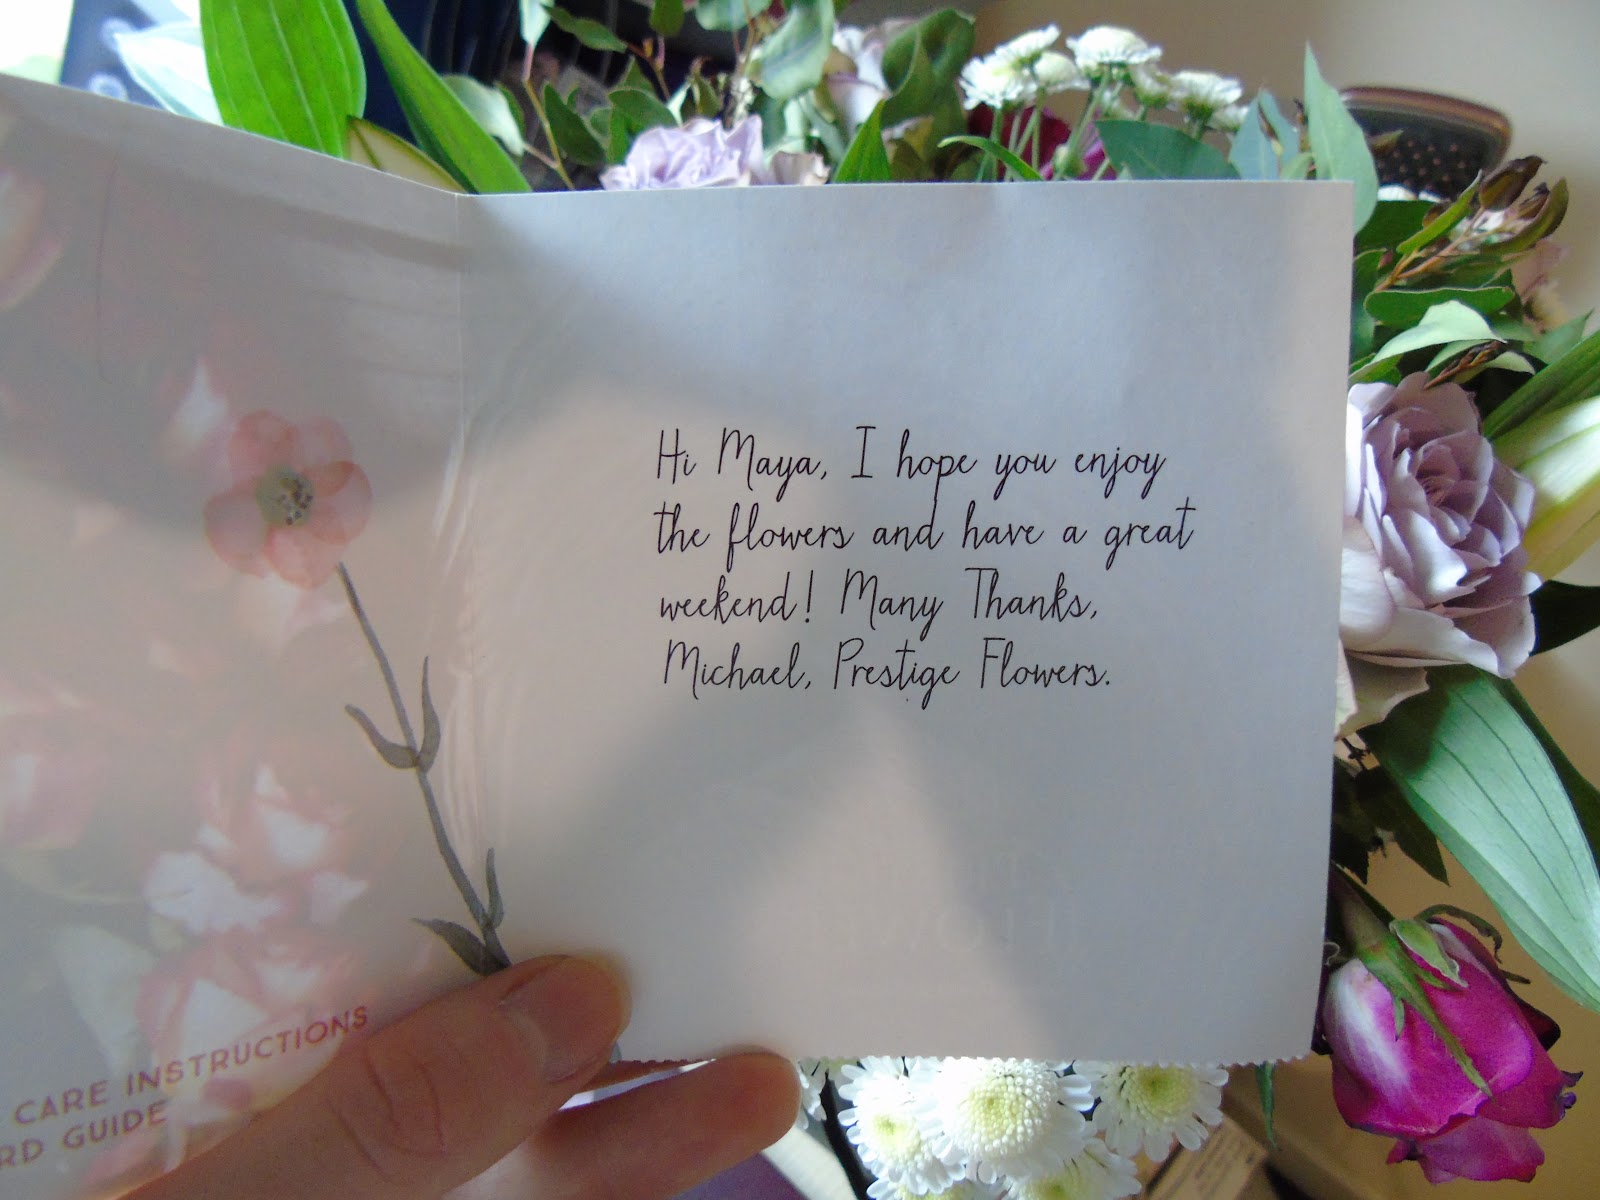 Hi Maya, I hope you enjoy
the flowers and have a great
weekend! Many Thanks,
Michael, Prestige Flowers.
CARE INSTRUCTIONS
GUIDE